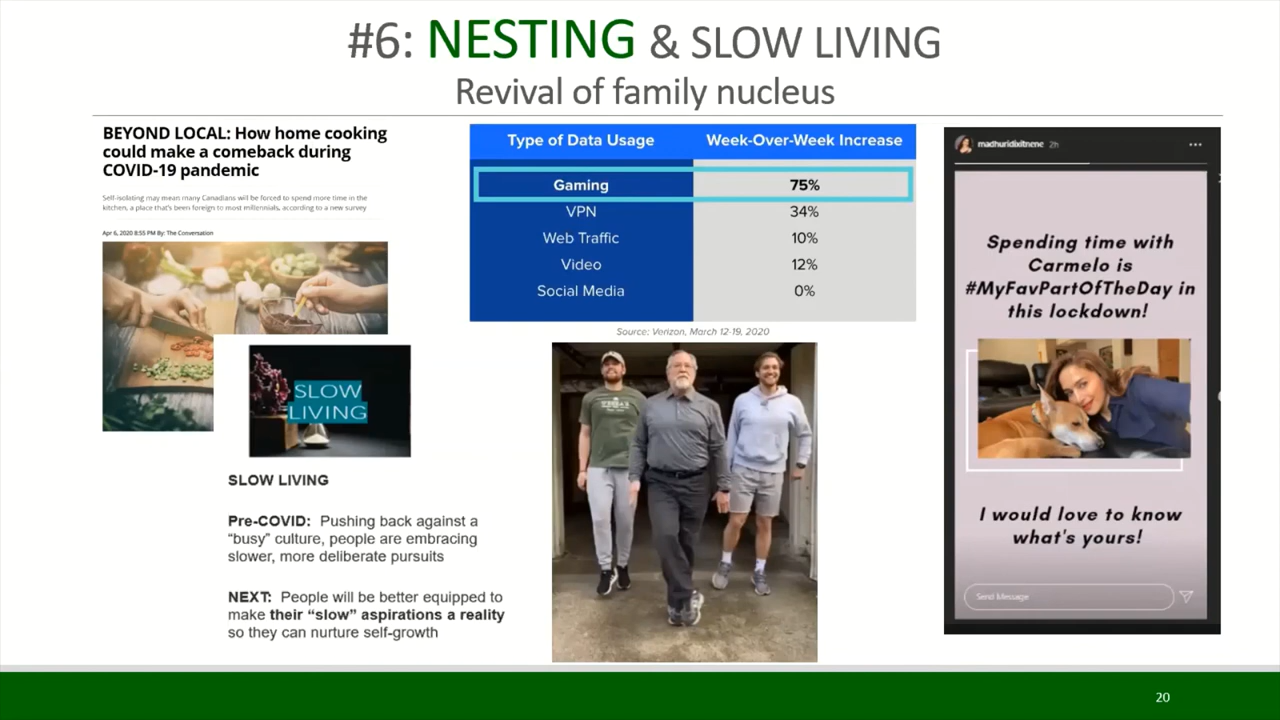 #6: NESTING & SLOW LIVING
Revival of family nucleus
BEYOND LOCAL: How home cooking
could make a comeback during
COVID-19 pandemic
Self-isolating may mean many Canadians will be forced to spend more time in the
kitchen, a place that's been foreign to most millennials, according to a new survey
Apr 6, 2020 8:55 PM By: The Conversation
SLOW
LIVING
SLOW LIVING
Pre-COVID: Pushing back against a
“busy” culture, people are embracing
slower, more deliberate pursuits
NEXT: People will be better equipped to
make their “slow” aspirations a reality
so they can nurture self-growth
Type of Data Usage Week-Over-Week Increase
Gaming 75%
VPN 34%
Web Traffic 10%
Video 12%
Social Media 0%
Source: Verizon, March 12-19, 2020
madhuridixitnene 2h
Spending time with
Carmelo is
#MyFavPartOfTheDay in
this lockdown!
I would love to know
what's yours!
Send Message
20